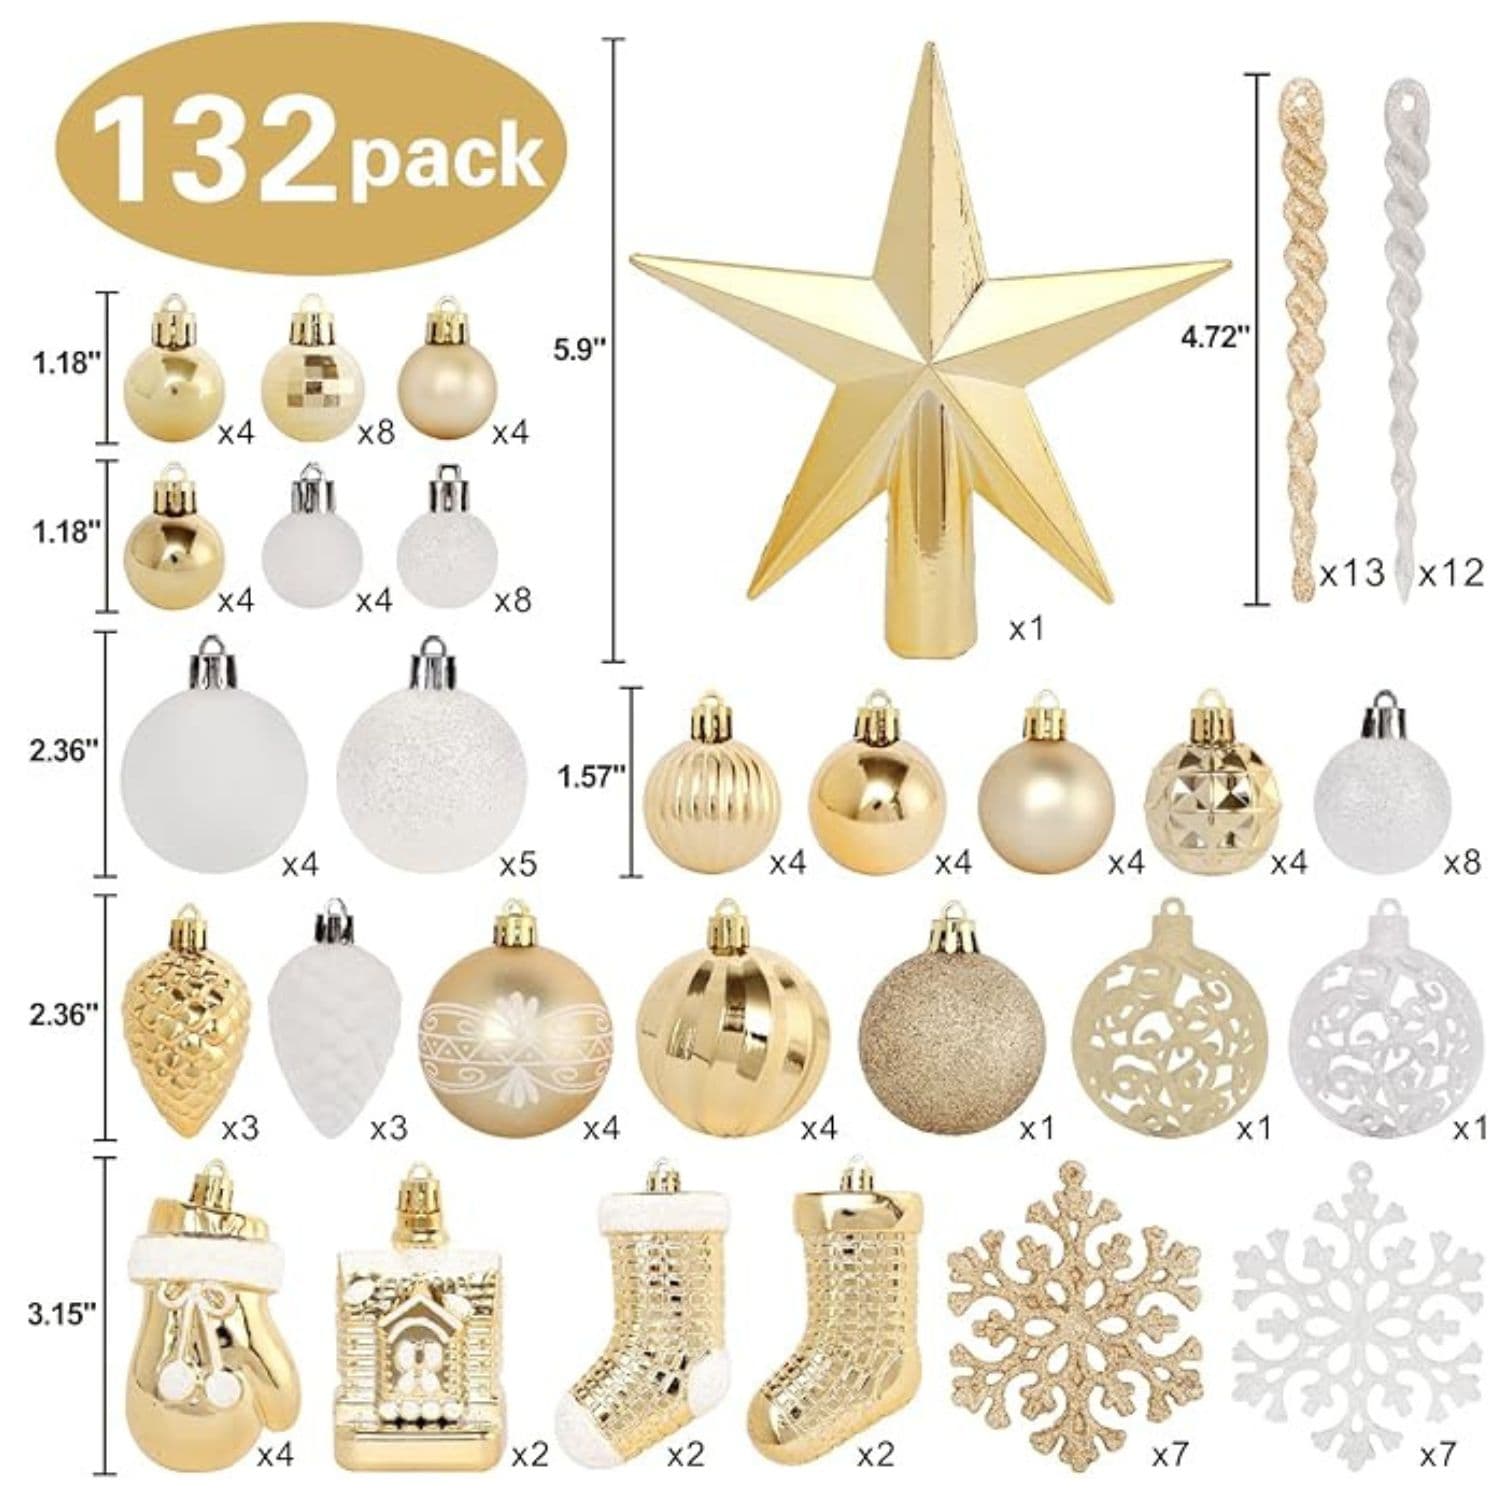 132 pack
5.9"
x1
4.72"
x13 x12
1.18"
x4 x8 x4
1.18"
x4 x4 x8
2.36"
x4 x5
1.57"
x4 x4 x4 x4 x8
2.36"
x3 x3 x4 x4 x1 x1 x1
3.15"
x4 x2 x2 x2 x7 x7